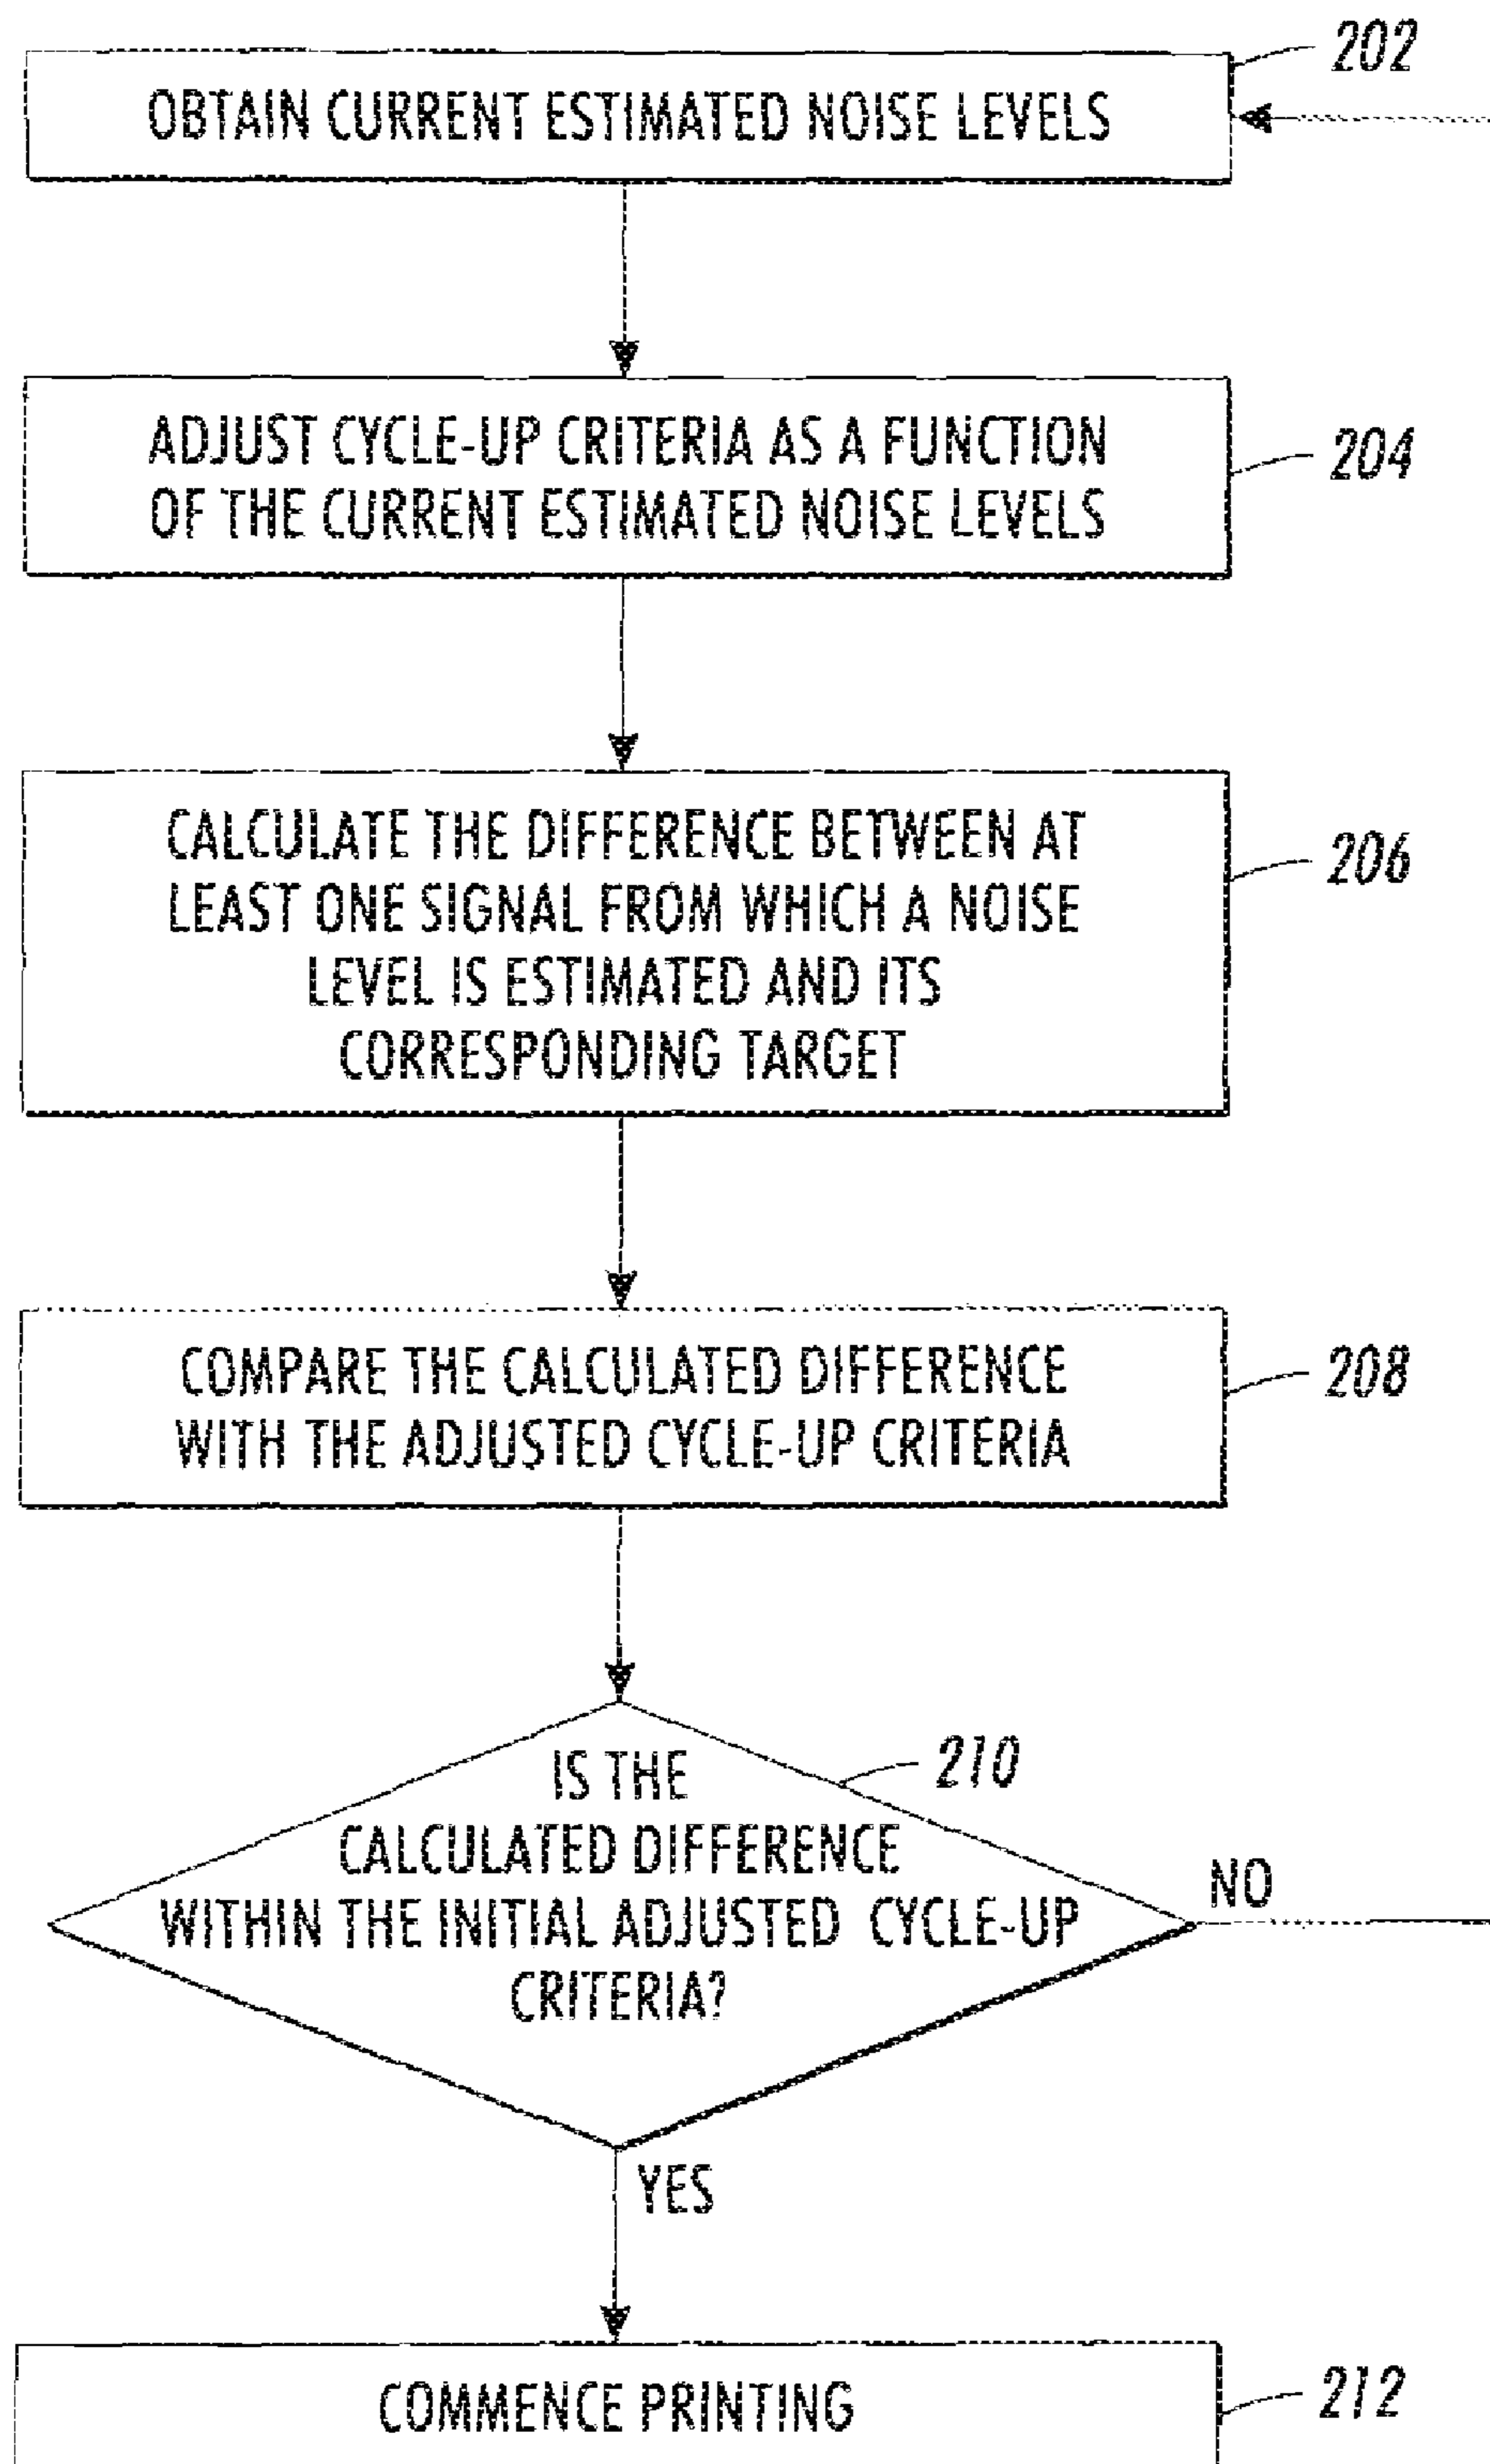 202
OBTAIN CURRENT ESTIMATED NOISE LEVELS
ADJUST CYCLE-UP CRITERIA AS A FUNCTION
OF THE CURRENT ESTIMATED NOISE LEVELS
204
CALCULATE THE DIFFERENCE BETWEEN AT
LEAST ONE SIGNAL FROM WHICH A NOISE
LEVEL IS ESTIMATED AND ITS
CORRESPONDING TARGET
206
COMPARE THE CALCULATED DIFFERENCE
WITH THE ADJUSTED CYCLE-UP CRITERIA
208
IS THE
CALCULATED DIFFERENCE
WITHIN THE INITIAL ADJUSTED CYCLE-UP
CRITERIA?
210
NO
YES
COMMENCE PRINTING
212